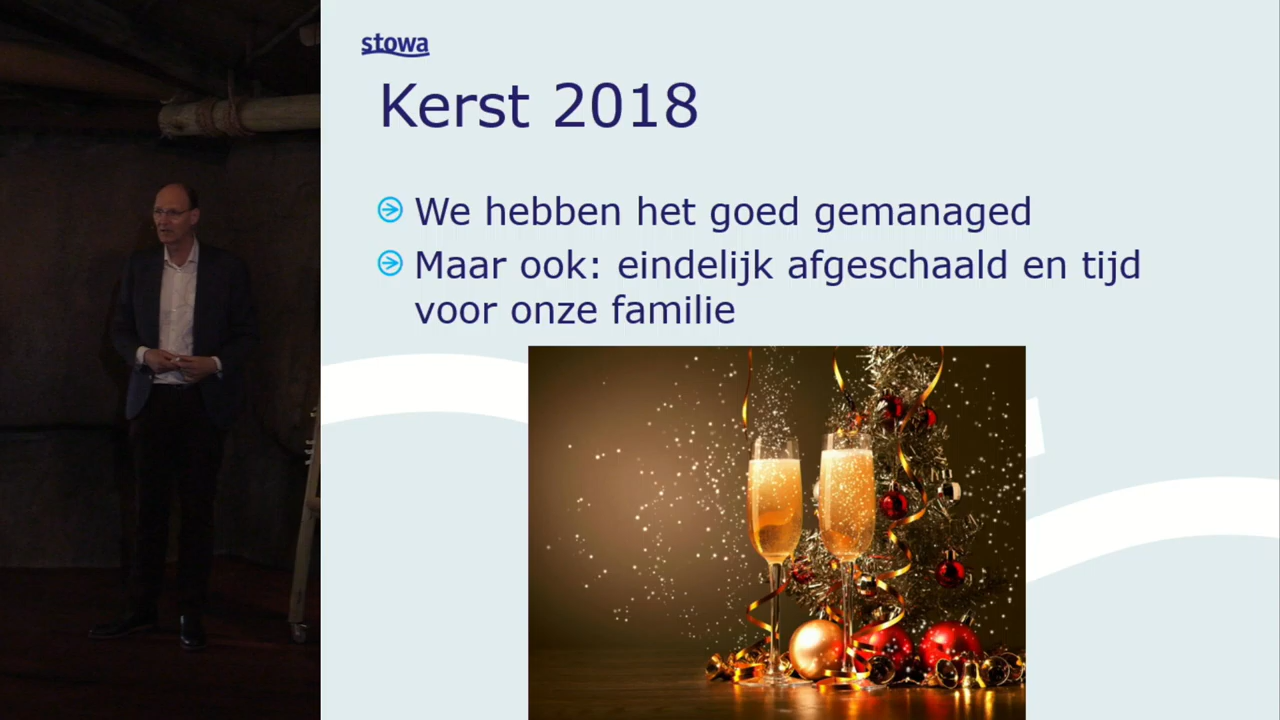 stowa
Kerst 2018
We hebben het goed gemanaged
Maar ook: eindelijk afgeschaald en tijd
voor onze familie